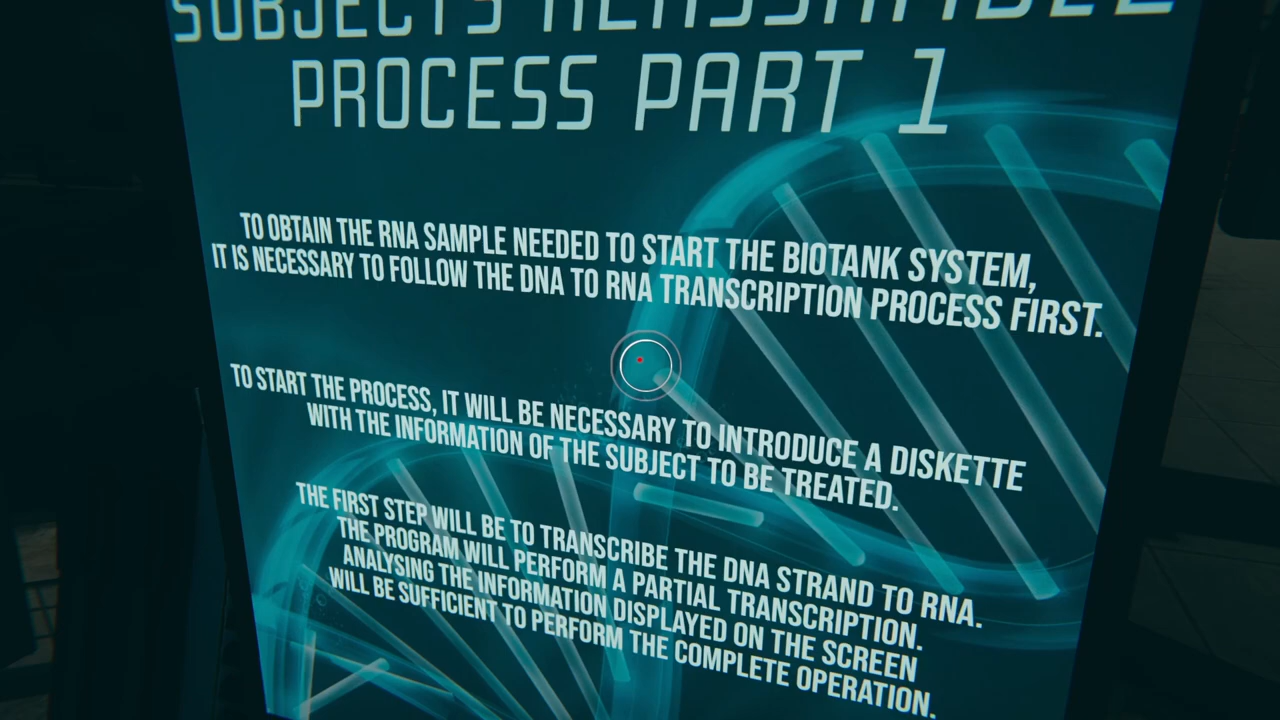 SUBJECTS REASSAMBLE
PROCESS PART 1
TO OBTAIN THE RNA SAMPLE NEEDED TO START THE BIOTANK SYSTEM,
IT IS NECESSARY TO FOLLOW THE DNA TO RNA TRANSCRIPTION PROCESS FIRST.
TO START THE PROCESS, IT WILL BE NECESSARY TO INTRODUCE A DISKETTE
WITH THE INFORMATION OF THE SUBJECT TO BE TREATED.
THE FIRST STEP WILL BE TO TRANSCRIBE THE DNA STRAND TO RNA.
THE PROGRAM WILL PERFORM A PARTIAL TRANSCRIPTION.
ANALYSING THE INFORMATION DISPLAYED ON THE SCREEN
WILL BE SUFFICIENT TO PERFORM THE COMPLETE OPERATION.